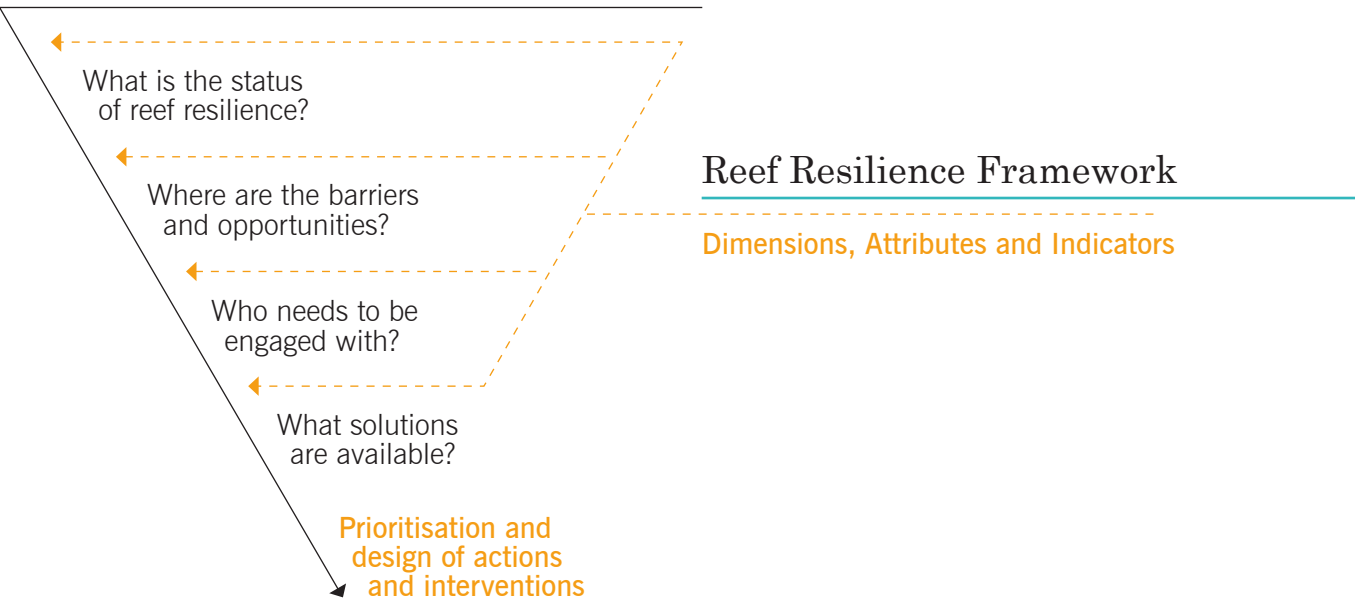 What is the status
of reef resilience?
Where are the barriers
and opportunities?
Who needs to be
engaged with?
What solutions
are available?
Prioritisation and
design of actions
and interventions
Reef Resilience Framework
Dimensions, Attributes and Indicators